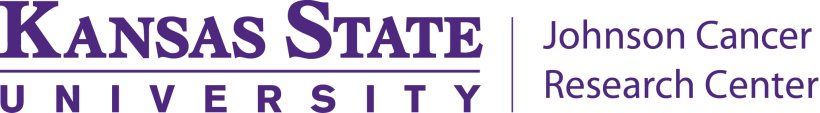 KANSAS STATE
UNIVERSITY
Johnson Cancer
Research Center